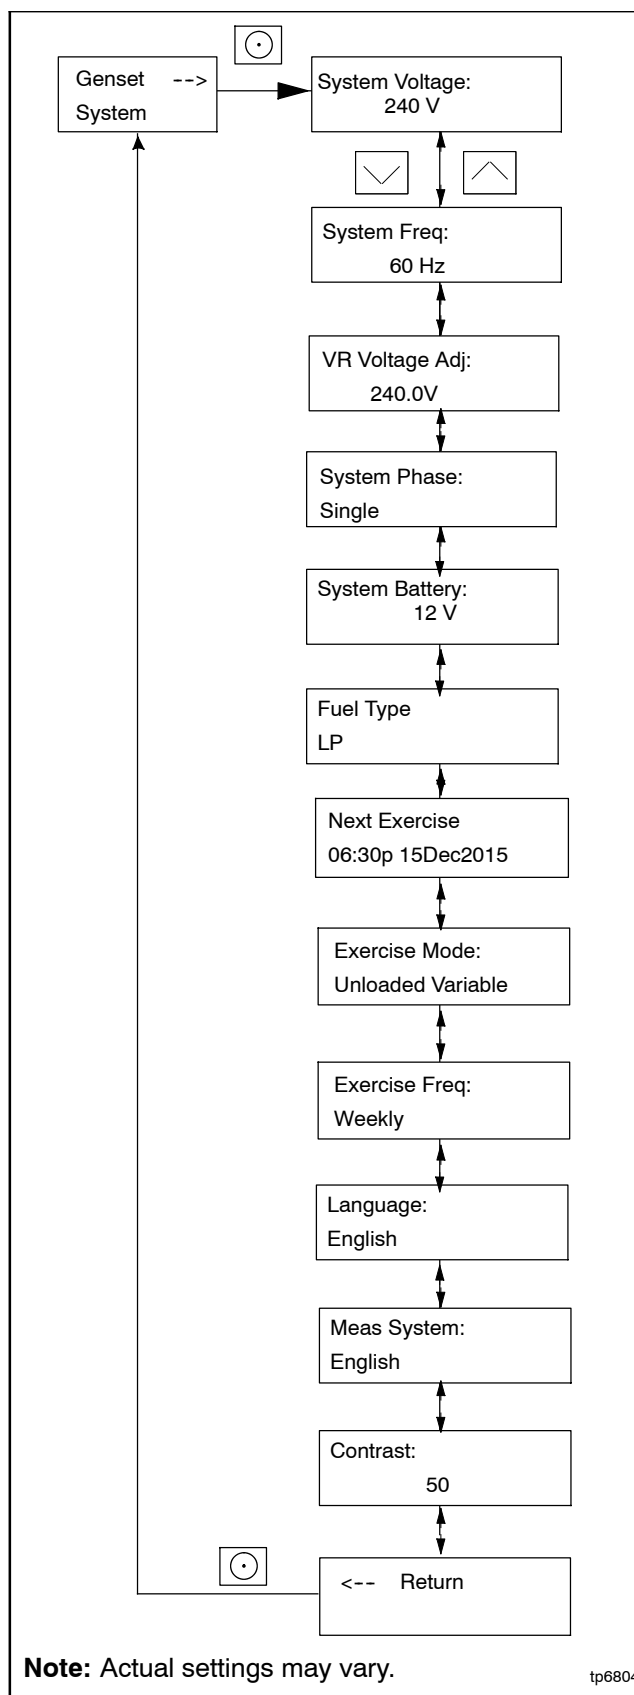 Genset -->
System
System Voltage:
240 V
System Freq:
60 Hz
VR Voltage Adj:
240.0V
System Phase:
Single
System Battery:
12 V
Fuel Type
LP
Next Exercise
06:30p 15Dec2015
Exercise Mode:
Unloaded Variable
Exercise Freq:
Weekly
Language:
English
Meas System:
English
Contrast:
50
<-- Return
Note: Actual settings may vary.
tp6804